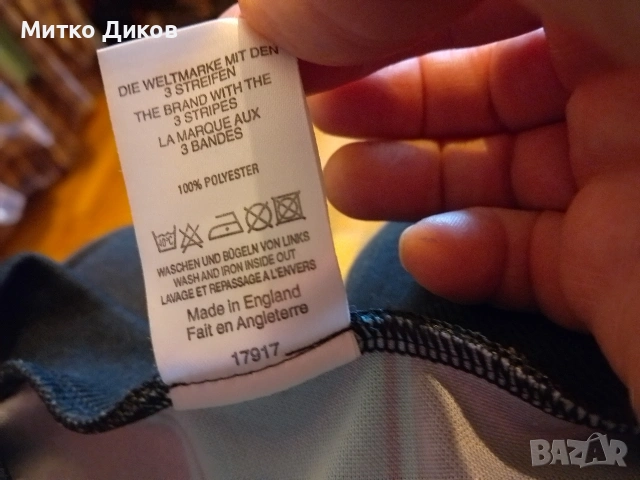 Митко Диков
DIE WELTMARKE MIT DEN
3 STREIFEN
THE BRAND WITH THE
3 STRIPES
LA MARQUE AUX
3 BANDES
100% POLYESTER
WASCHEN UND BÜGELN VON LINKS
WASH AND IRON INSIDE OUT
LAVAGE ET REPASSAGE A L'ENVERS
Made in England
Fait en Angleterre
17917
BAZAR